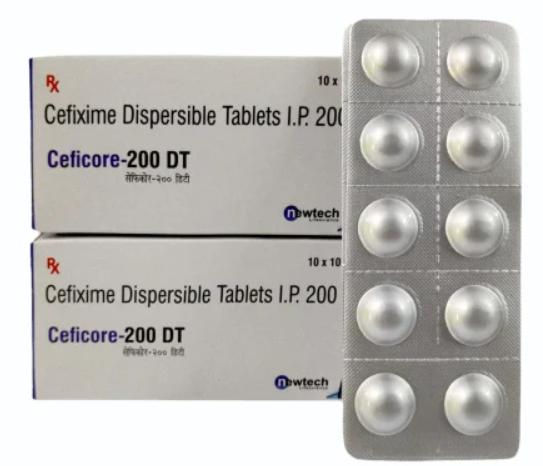 Rx
10 x
Cefixime Dispersible Tablets I.P. 200
Ceficore-200 DT
सेफिकोर-२०० डिटी
newtech
Rx
10 x 10
Cefixime Dispersible Tablets I.P. 200
Ceficore-200 DT
सेफिकोर-२०० डिटी
newtech